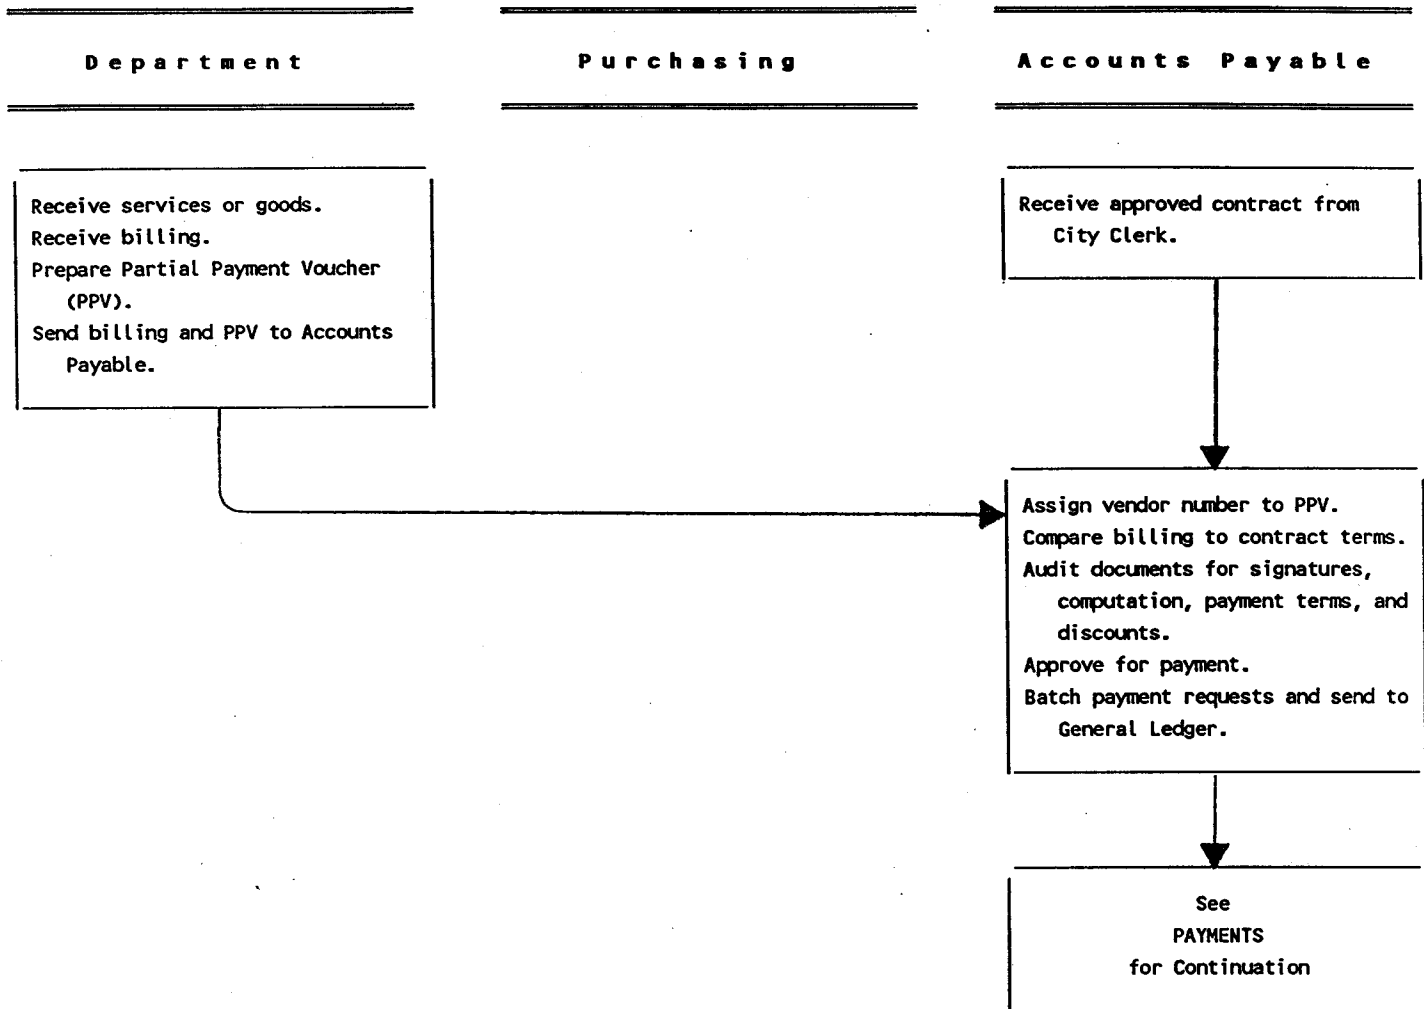 Department
Purchasing
Accounts Payable
Receive services or goods.
Receive billing.
Prepare Partial Payment Voucher
(PPV).
Send billing and PPV to Accounts
Payable.
Receive approved contract from
City Clerk.
Assign vendor number to PPV.
Compare billing to contract terms.
Audit documents for signatures,
computation, payment terms, and
discounts.
Approve for payment.
Batch payment requests and send to
General Ledger.
See
PAYMENTS
for Continuation